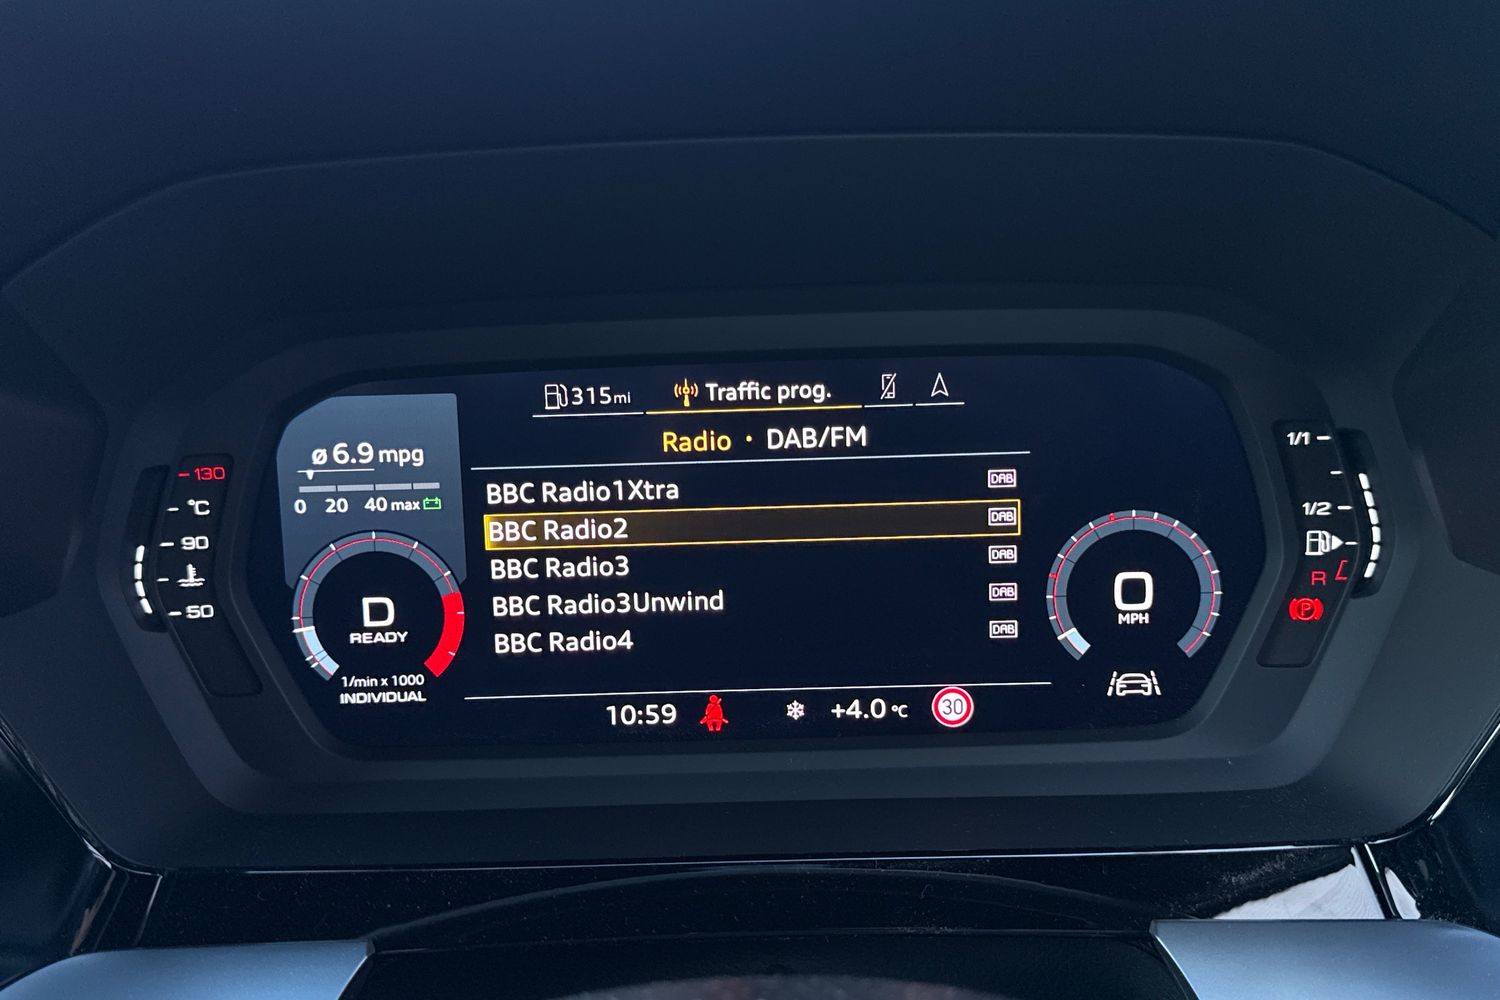 315mi
Traffic prog.
Radio • DAB/FM
ø 6.9 mpg
0 20 40 max
BBC Radio1Xtra DAB
BBC Radio2 DAB
BBC Radio3 DAB
BBC Radio3Unwind DAB
BBC Radio4 DAB
130
°C
90
50
D
READY
1/min x 1000
INDIVIDUAL
0
MPH
1/1
1/2
R
P
10:59
+4.0 °C
30